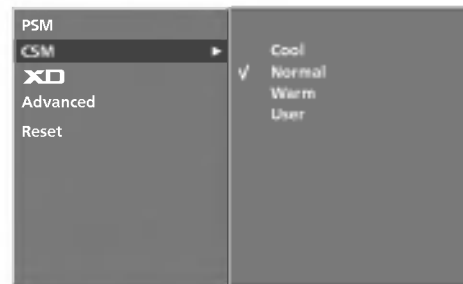 PSM
CSM
XD
Advanced
Reset
Cool
√ Normal
Warm
User